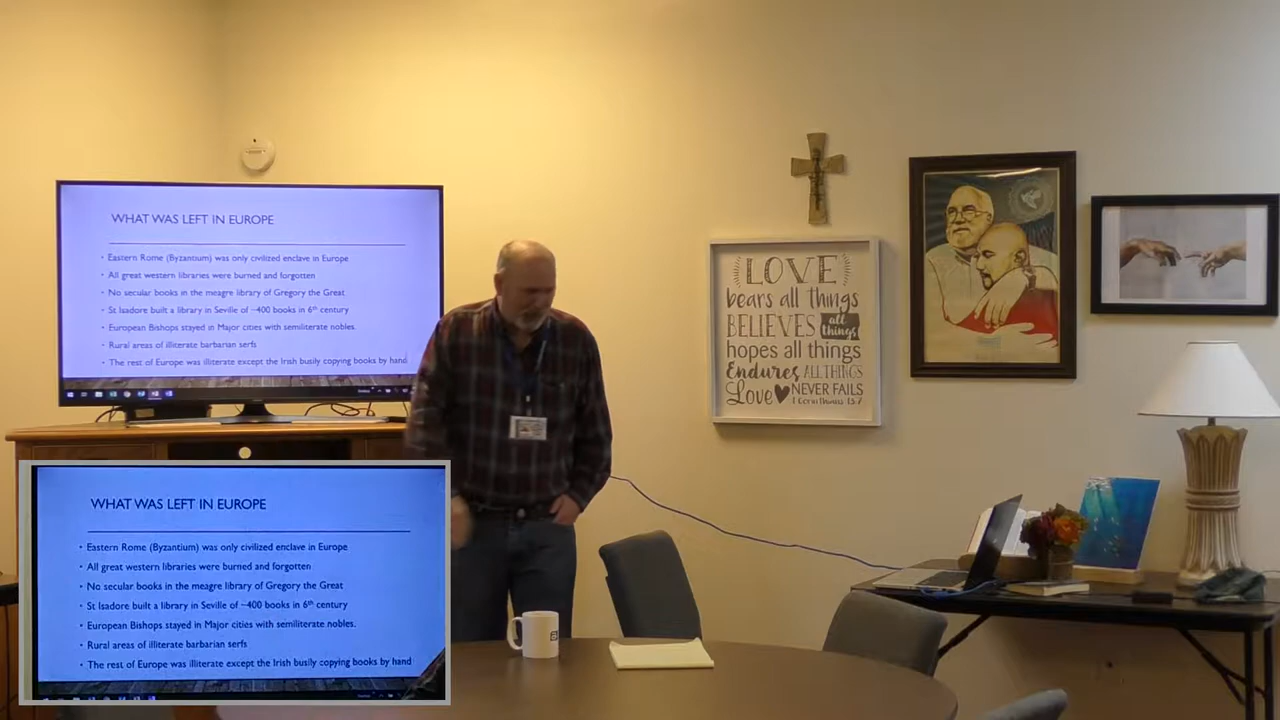 WHAT WAS LEFT IN EUROPE
• Eastern Rome (Byzantium) was only civilized enclave in Europe
• All great western libraries were burned and forgotten
• No secular books in the meagre library of Gregory the Great
• St Isadore built a library in Seville of ~400 books in 6th century
• European Bishops stayed in Major cities with semiliterate nobles.
• Rural areas of illiterate barbarian serfs
• The rest of Europe was illiterate except the Irish busily copying books by hand
LOVE
bears all things
BELIEVES all things
hopes all things
Endures ALL THINGS
Love NEVER FAILS
1 Corinthians 13:7
WHAT WAS LEFT IN EUROPE
• Eastern Rome (Byzantium) was only civilized enclave in Europe
• All great western libraries were burned and forgotten
• No secular books in the meagre library of Gregory the Great
• St Isadore built a library in Seville of ~400 books in 6th century
• European Bishops stayed in Major cities with semiliterate nobles.
• Rural areas of illiterate barbarian serfs
• The rest of Europe was illiterate except the Irish busily copying books by hand